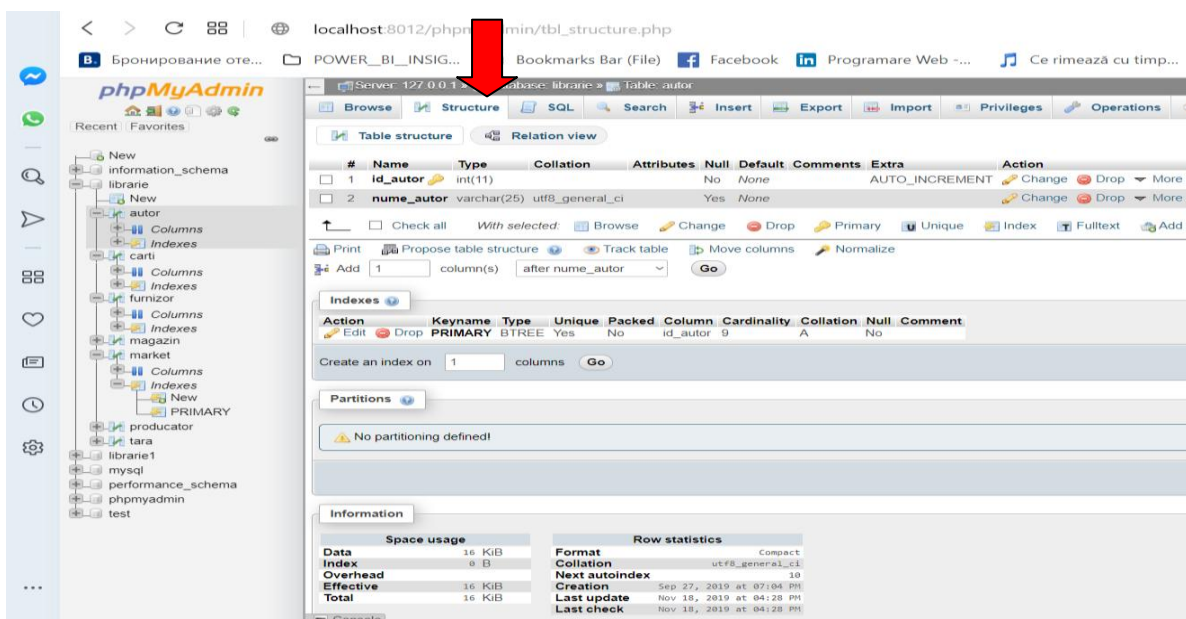 localhost:8012/phpm dmin/tbl_structure.php
B. Бронирование оте... POWER__BI__INSIG... Bookmarks Bar (File) Facebook Programare Web -... Ce rimează cu timp...
phpMyAdmin
Recent Favorites
New
information_schema
librarie
New
autor
Columns
Indexes
carti
Columns
Indexes
furnizor
Columns
Indexes
magazin
market
Columns
Indexes
New
PRIMARY
producator
tara
librarie1
mysql
performance_schema
phpmyadmin
test
Server: 127.0.0.1 » abase: librarie » Table: autor
Browse Structure SQL Search Insert Export Import Privileges Operations
Table structure Relation view
# Name Type Collation Attributes Null Default Comments Extra Action
1 id_autor int(11) No None AUTO_INCREMENT Change Drop More
2 nume_autor varchar(25) utf8_general_ci Yes None Change Drop More
Check all With selected: Browse Change Drop Primary Unique Index Fulltext Add
Print Propose table structure Track table Move columns Normalize
Add 1 column(s) after nume_autor Go
Indexes
Action Keyname Type Unique Packed Column Cardinality Collation Null Comment
Edit Drop PRIMARY BTREE Yes No id_autor 9 A No
Create an index on 1 columns Go
Partitions
No partitioning defined!
Information
Space usage
Data 16 KiB
Index 0 B
Overhead
Effective 16 KiB
Total 16 KiB
Row statistics
Format Compact
Collation utf8_general_ci
Next autoindex 10
Creation Sep 27, 2019 at 07:04 PM
Last update Nov 18, 2019 at 04:28 PM
Last check Nov 18, 2019 at 04:28 PM
Console